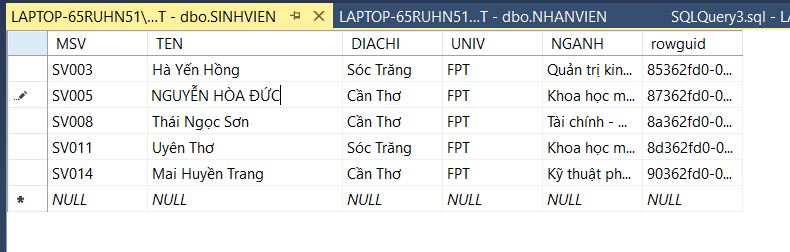 LAPTOP-65RUHN51\...T - dbo.SINHVIEN LAPTOP-65RUHN51...T - dbo.NHANVIEN SQLQuery3.sql - LA
MSV TEN DIACHI UNIV NGANH rowguid
SV003 Hà Yến Hồng Sóc Trăng FPT Quản trị kin... 85362fd0-0...
SV005 NGUYỄN HÒA ĐỨC Cần Thơ FPT Khoa học m... 87362fd0-0...
SV008 Thái Ngọc Sơn Cần Thơ FPT Tài chính - ... 8a362fd0-0...
SV011 Uyên Thơ Sóc Trăng FPT Khoa học m... 8d362fd0-0...
SV014 Mai Huyền Trang Cần Thơ FPT Kỹ thuật ph... 90362fd0-0...
NULL NULL NULL NULL NULL NULL